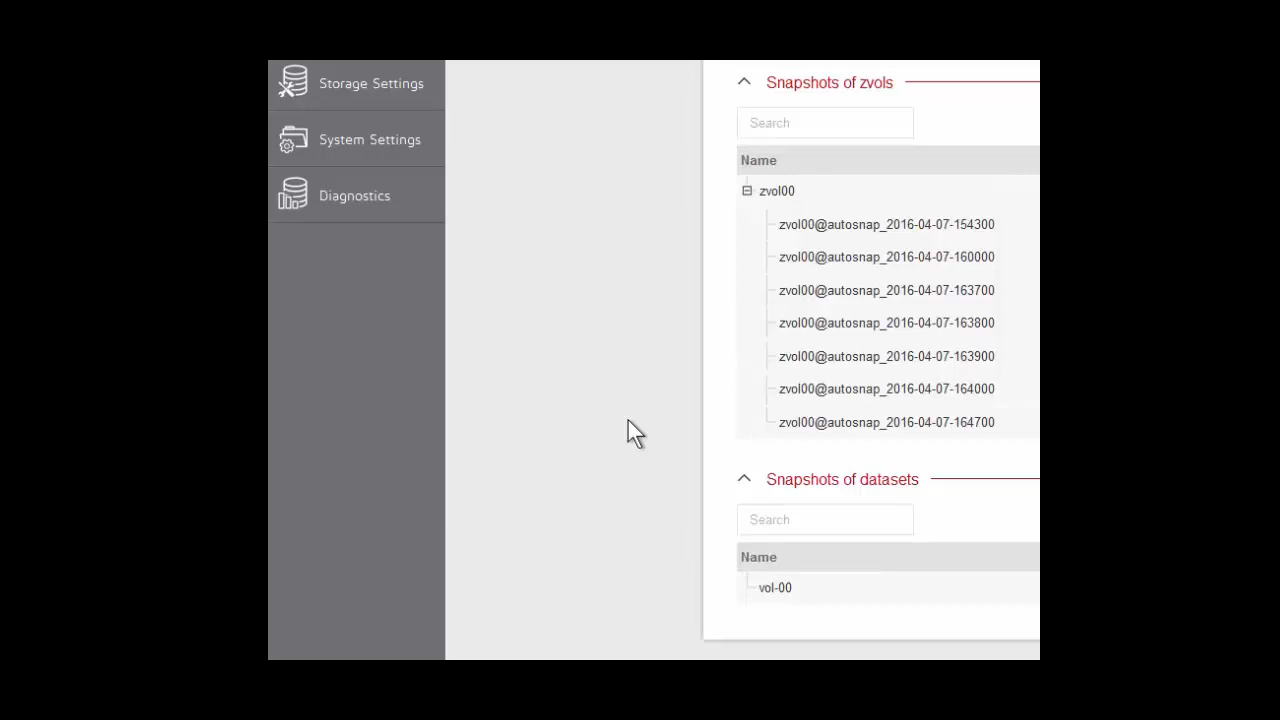 Storage Settings
System Settings
Diagnostics
Snapshots of zvols
Search
Name
zvol00
zvol00@autosnap_2016-04-07-154300
zvol00@autosnap_2016-04-07-160000
zvol00@autosnap_2016-04-07-163700
zvol00@autosnap_2016-04-07-163800
zvol00@autosnap_2016-04-07-163900
zvol00@autosnap_2016-04-07-164000
zvol00@autosnap_2016-04-07-164700
Snapshots of datasets
Search
Name
vol-00